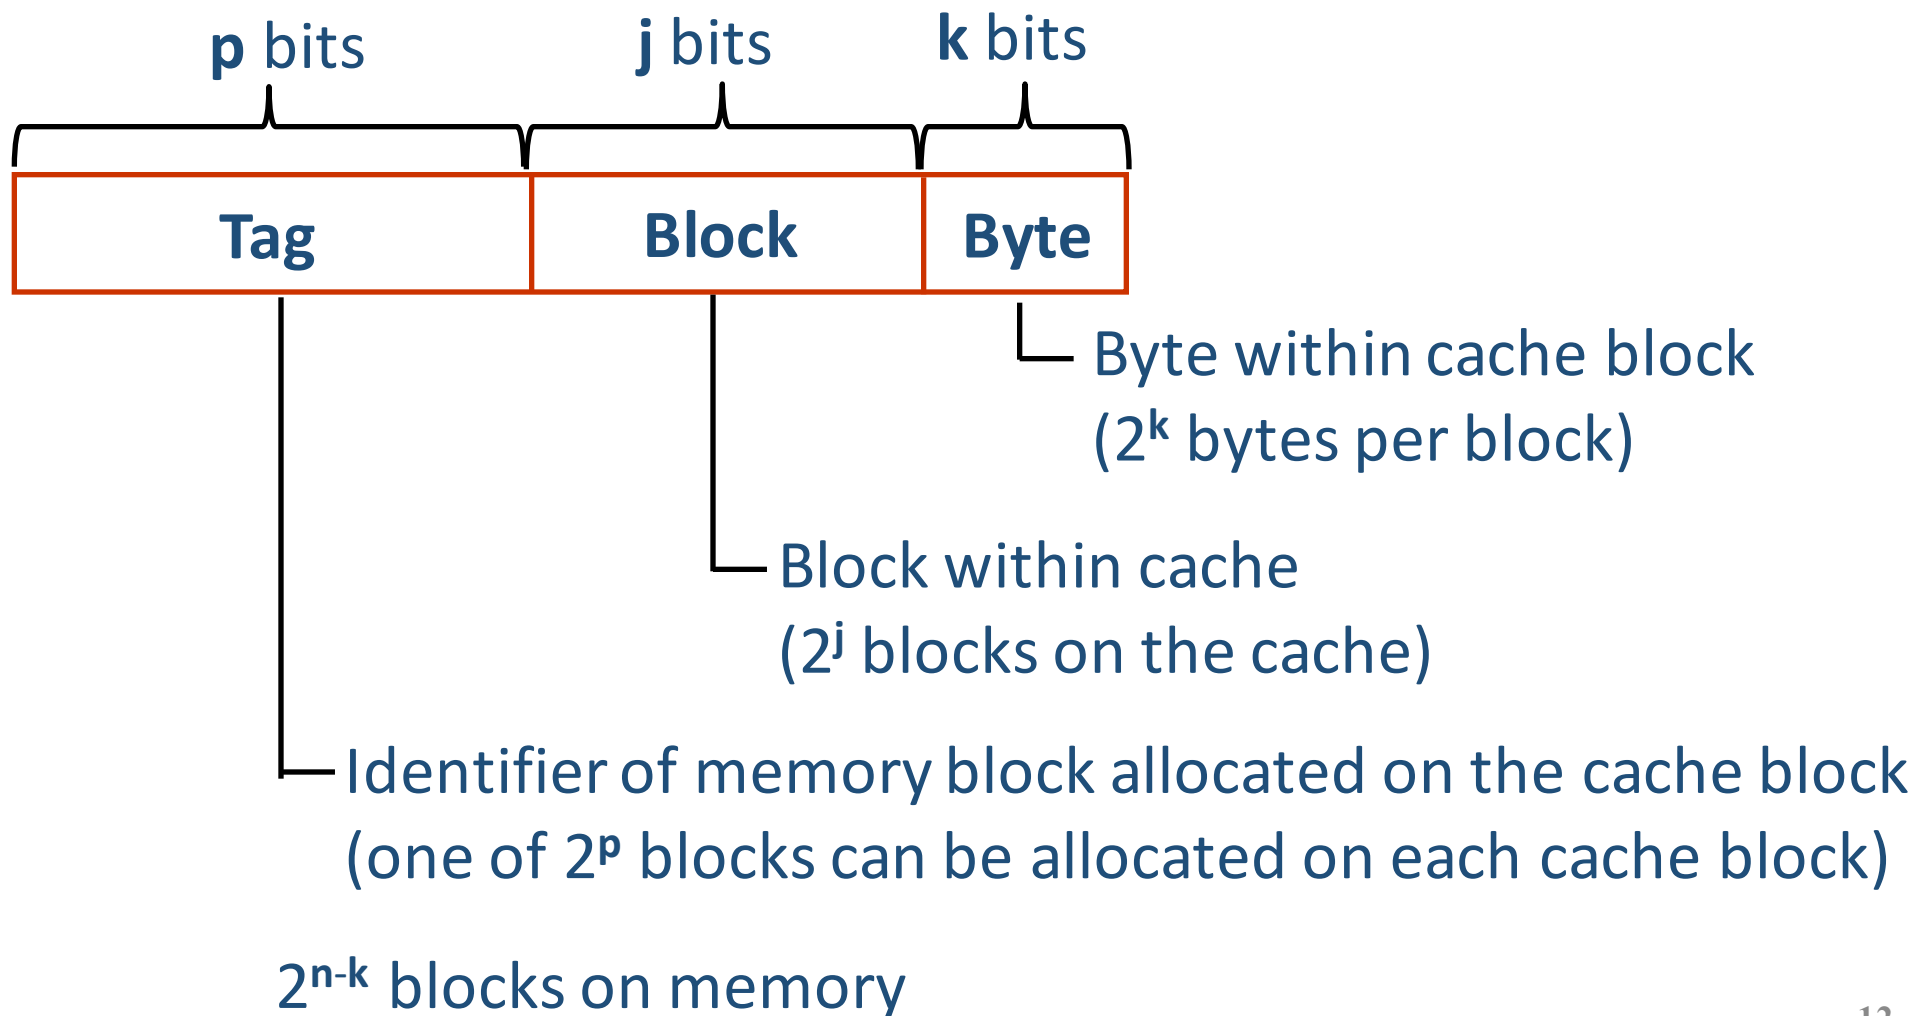 p bits j bits k bits
Tag Block Byte
Byte within cache block
(2ᵏ bytes per block)
Block within cache
(2ʲ blocks on the cache)
Identifier of memory block allocated on the cache block
(one of 2ᵖ blocks can be allocated on each cache block)
2ⁿ⁻ᵏ blocks on memory